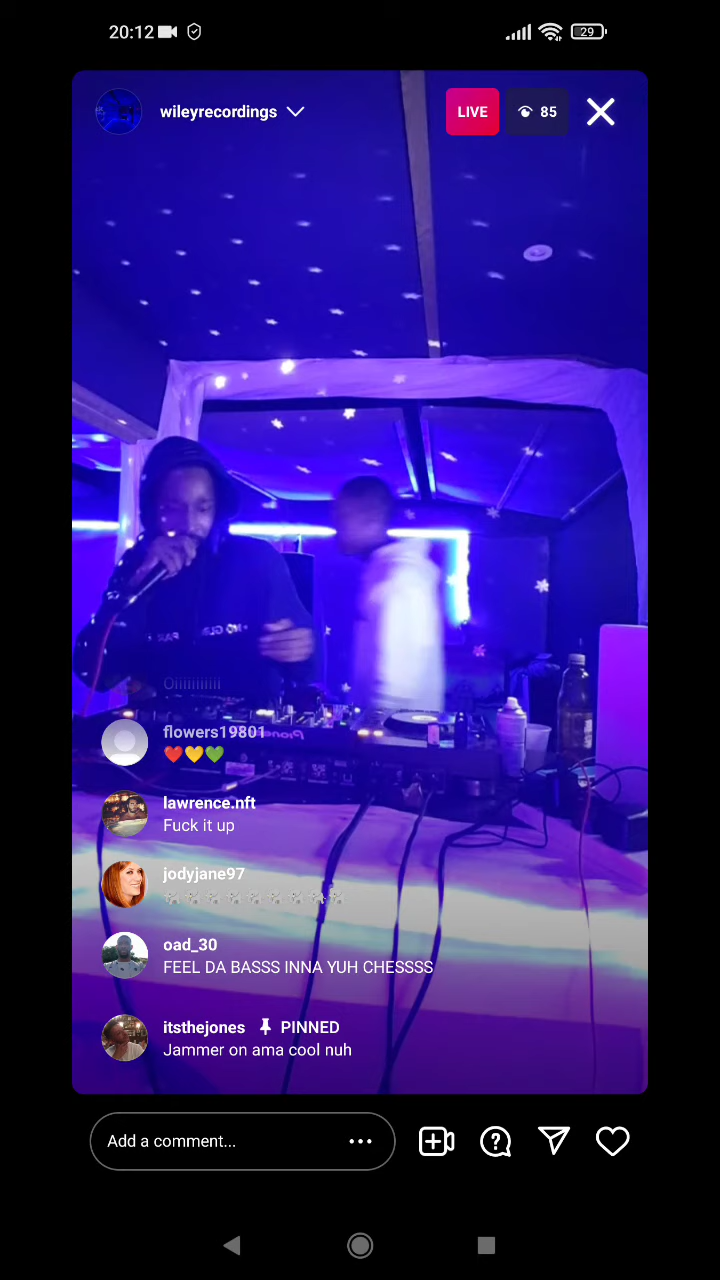 20:12
29
wileyrecordings
LIVE
85
Oiiiiiiiiiii
flowers19801
❤️💛💚
lawrence.nft
Fuck it up
jodyjane97
oad_30
FEEL DA BASSS INNA YUH CHESSSS
itsthejones PINNED
Jammer on ama cool nuh
Add a comment...